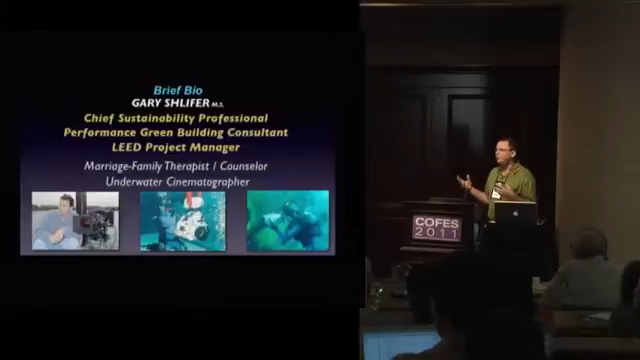 Brief Bio
GARY SHLIFER M.S.
Chief Sustainability Professional
Performance Green Building Consultant
LEED Project Manager
Marriage-Family Therapist / Counselor
Underwater Cinematographer
COFES
2011